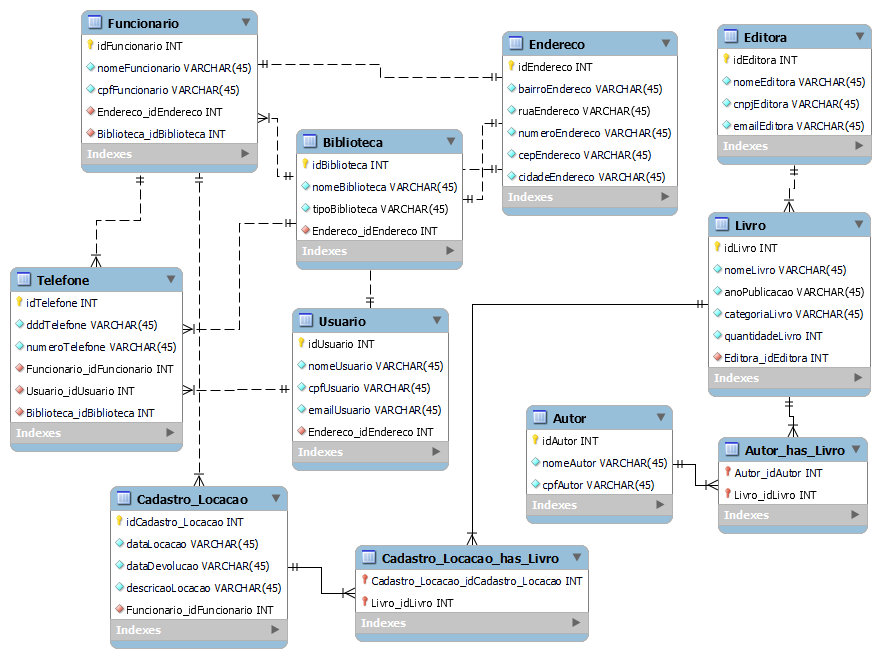 Funcionario
idFuncionario INT
nomeFuncionario VARCHAR(45)
cpfFuncionario VARCHAR(45)
Endereco_idEndereco INT
Biblioteca_idBiblioteca INT
Indexes
Endereco
idEndereco INT
bairroEndereco VARCHAR(45)
ruaEndereco VARCHAR(45)
numeroEndereco VARCHAR(45)
cepEndereco VARCHAR(45)
cidadeEndereco VARCHAR(45)
Indexes
Editora
idEditora INT
nomeEditora VARCHAR(45)
cnpjEditora VARCHAR(45)
emailEditora VARCHAR(45)
Indexes
Biblioteca
idBiblioteca INT
nomeBiblioteca VARCHAR(45)
tipoBiblioteca VARCHAR(45)
Endereco_idEndereco INT
Indexes
Livro
idLivro INT
nomeLivro VARCHAR(45)
anoPublicacao VARCHAR(45)
categoriaLivro VARCHAR(45)
quantidadeLivro INT
Editora_idEditora INT
Indexes
Telefone
idTelefone INT
dddTelefone VARCHAR(45)
numeroTelefone VARCHAR(45)
Funcionario_idFuncionario INT
Usuario_idUsuario INT
Biblioteca_idBiblioteca INT
Indexes
Usuario
idUsuario INT
nomeUsuario VARCHAR(45)
cpfUsuario VARCHAR(45)
emailUsuario VARCHAR(45)
Endereco_idEndereco INT
Indexes
Autor
idAutor INT
nomeAutor VARCHAR(45)
cpfAutor VARCHAR(45)
Indexes
Autor_has_Livro
Autor_idAutor INT
Livro_idLivro INT
Indexes
Cadastro_Locacao
idCadastro_Locacao INT
dataLocacao VARCHAR(45)
dataDevolucao VARCHAR(45)
descricaoLocacao VARCHAR(45)
Funcionario_idFuncionario INT
Indexes
Cadastro_Locacao_has_Livro
Cadastro_Locacao_idCadastro_Locacao INT
Livro_idLivro INT
Indexes